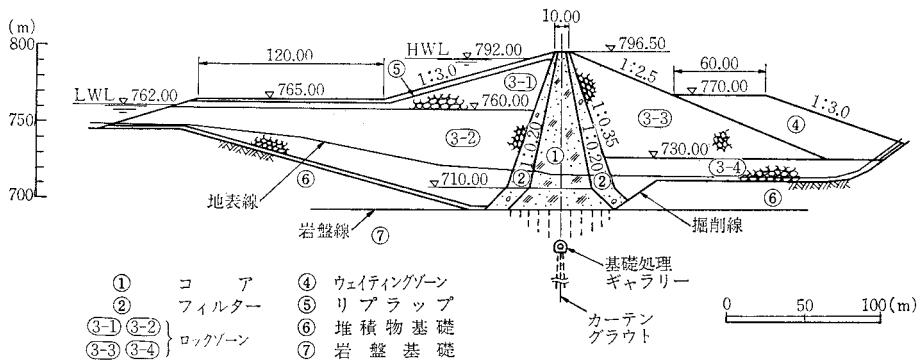 10.00
(m)
800
HWL 792.00 796.50
120.00
⑤ 1:3.0 3-1 1:2.5 60.00
LWL 762.00 765.00 760.00 770.00
750
3-2 1:0.20 1:0.35 3-3 1:3.0
① ④
1:0.20 730.00
② ② 3-4
⑥ 710.00 ⑥
700
地表線
岩盤線 ⑦ 掘削線
基礎処理
ギャラリー
カーテン
グラウト
① コア ④ ウェイティングゾーン
② フィルター ⑤ リプラップ
3-1 3-2 ⑥ 堆積物基礎
3-3 3-4 ロックゾーン ⑦ 岩盤基礎
0 50 100(m)